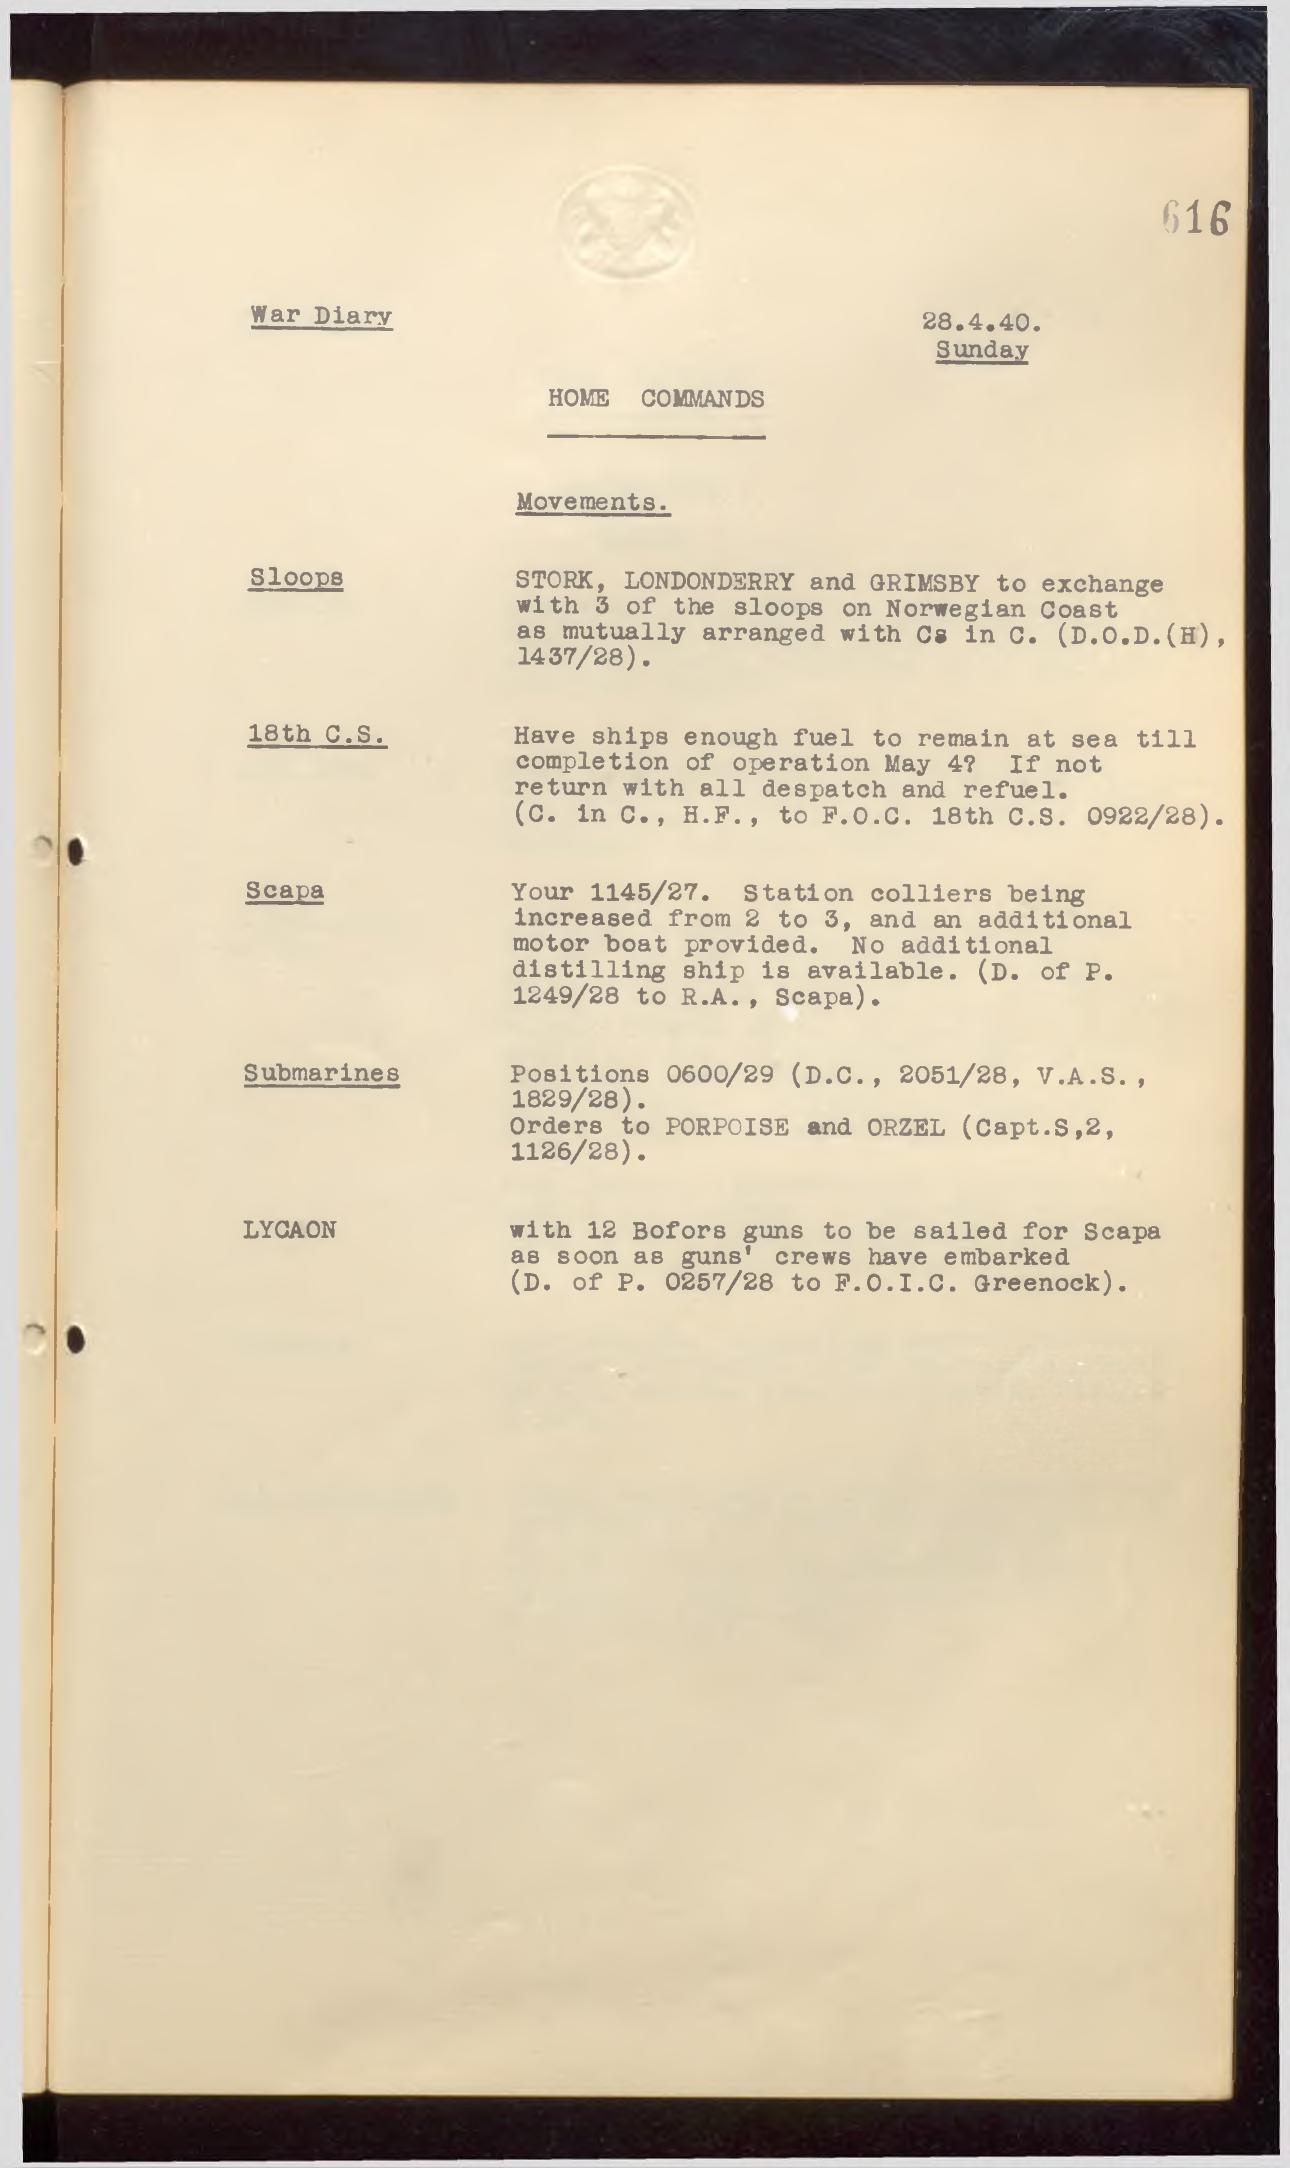 616
War Diary
28.4.40.
Sunday
HOME COMMANDS
Movements.
Sloops
STORK, LONDONDERRY and GRIMSBY to exchange
with 3 of the sloops on Norwegian Coast
as mutually arranged with Cs in C. (D.O.D.(H),
1437/28).
18th C.S.
Have ships enough fuel to remain at sea till
completion of operation May 4? If not
return with all despatch and refuel.
(C. in C., H.F., to F.O.C. 18th C.S. 0922/28).
Scapa
Your 1145/27. Station colliers being
increased from 2 to 3, and an additional
motor boat provided. No additional
distilling ship is available. (D. of P.
1249/28 to R.A., Scapa).
Submarines
Positions 0600/29 (D.C., 2051/28, V.A.S.,
1829/28).
Orders to PORPOISE and ORZEL (Capt.S,2,
1126/28).
LYCAON
with 12 Bofors guns to be sailed for Scapa
as soon as guns' crews have embarked
(D. of P. 0257/28 to F.O.I.C. Greenock).